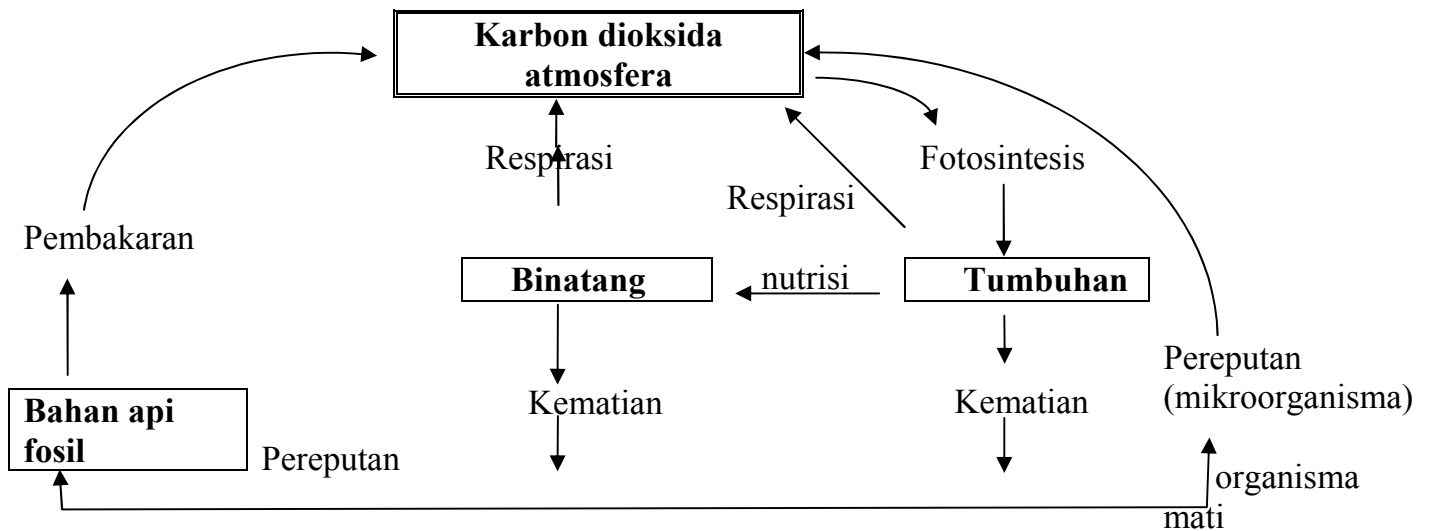 Karbon dioksida
atmosfera
Respirasi
Fotosintesis
Respirasi
Pembakaran
Binatang
nutrisi
Tumbuhan
Pereputan
(mikroorganisma)
Kematian
Kematian
Bahan api
fosil
Pereputan
organisma
mati